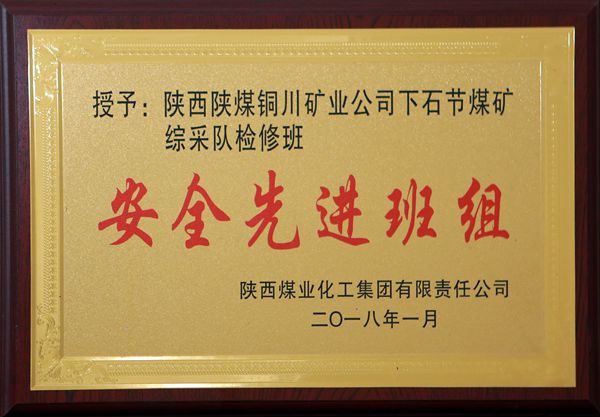 授予：陕西陕煤铜川矿业公司下石节煤矿
综采队检修班
安全先进班组
陕西煤业化工集团有限责任公司
二〇一八年一月